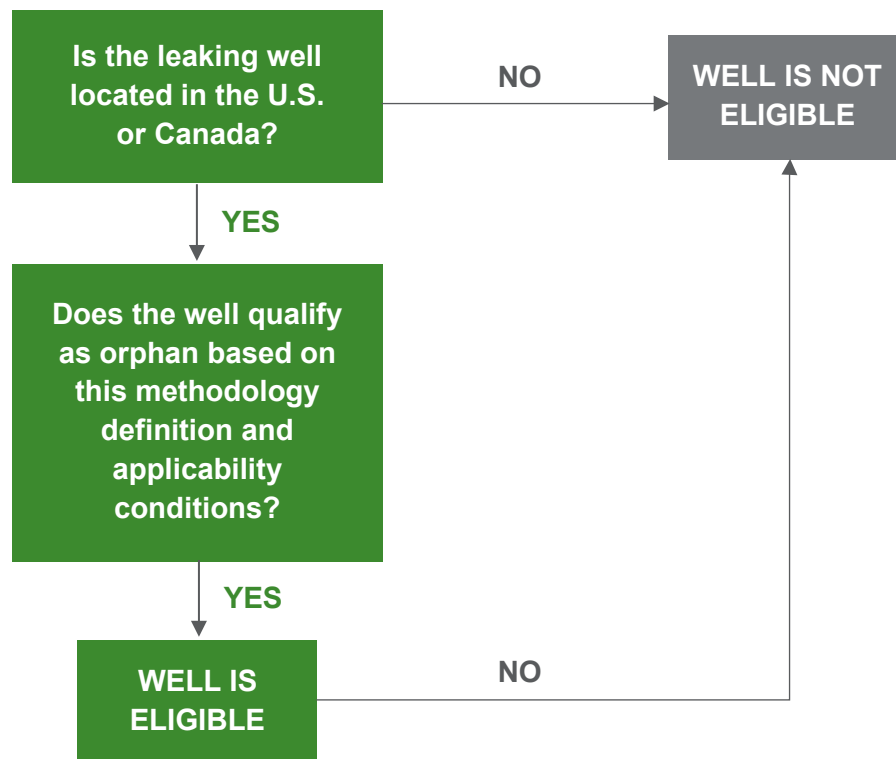 Is the leaking well
located in the U.S.
or Canada?
NO
WELL IS NOT
ELIGIBLE
YES
Does the well qualify
as orphan based on
this methodology
definition and
applicability
conditions?
YES
WELL IS
ELIGIBLE
NO